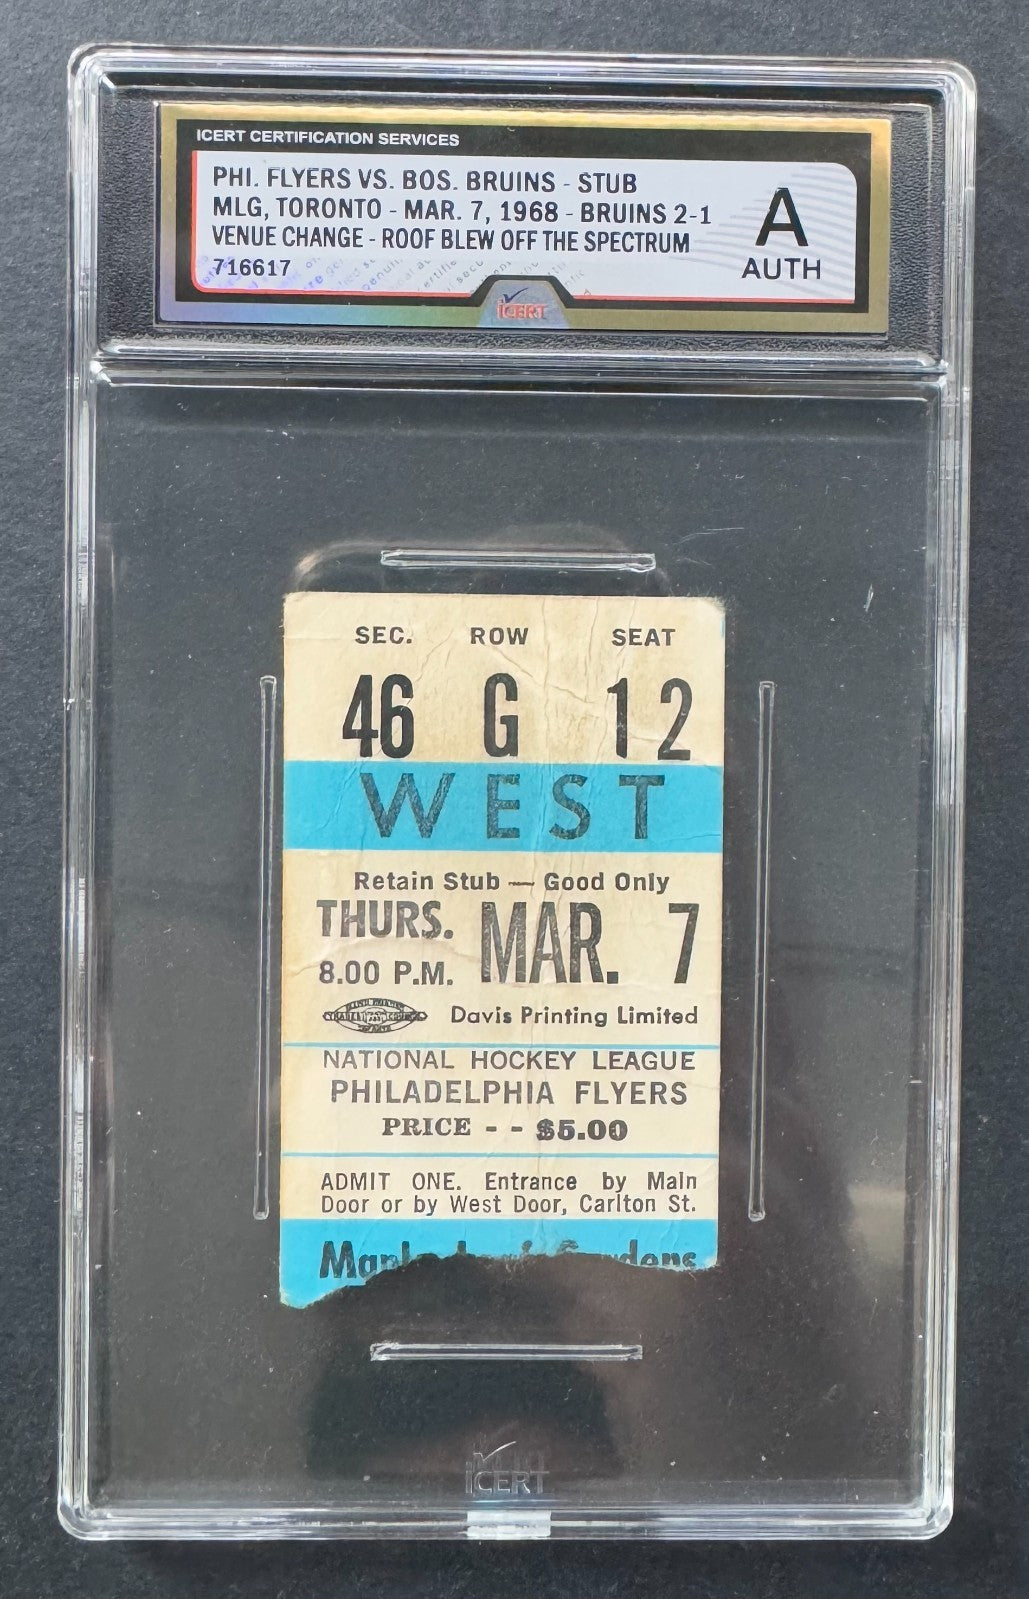 ICERT CERTIFICATION SERVICES
PHI. FLYERS VS. BOS. BRUINS - STUB
MLG, TORONTO - MAR. 7, 1968 - BRUINS 2-1
VENUE CHANGE - ROOF BLEW OFF THE SPECTRUM
716617
A
AUTH
ICERT
SEC. ROW SEAT
46 G 12
WEST
Retain Stub — Good Only
THURS. MAR. 7
8.00 P.M.
Davis Printing Limited
NATIONAL HOCKEY LEAGUE
PHILADELPHIA FLYERS
PRICE - - $5.00
ADMIT ONE. Entrance by Main
Door or by West Door, Carlton St.
Maple Leaf Gardens
ICERT